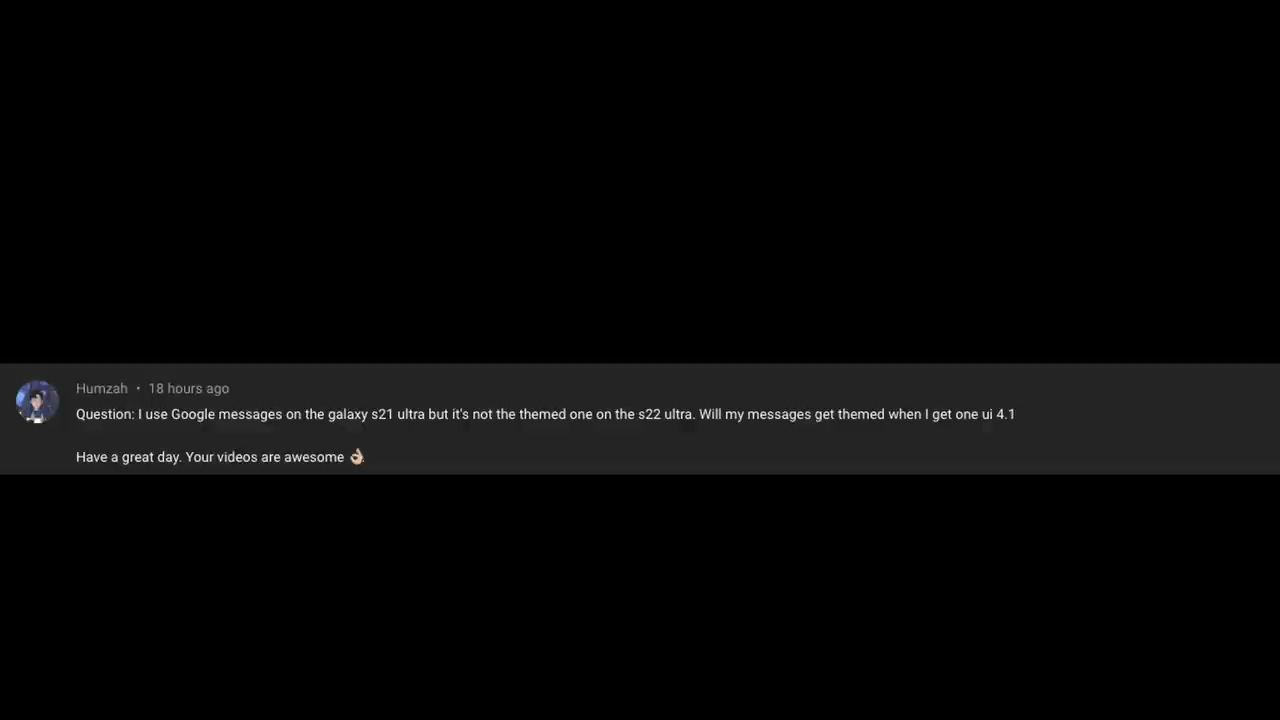 Humzah • 18 hours ago
Question: I use Google messages on the galaxy s21 ultra but it's not the themed one on the s22 ultra. Will my messages get themed when I get one ui 4.1
Have a great day. Your videos are awesome 👌🏼